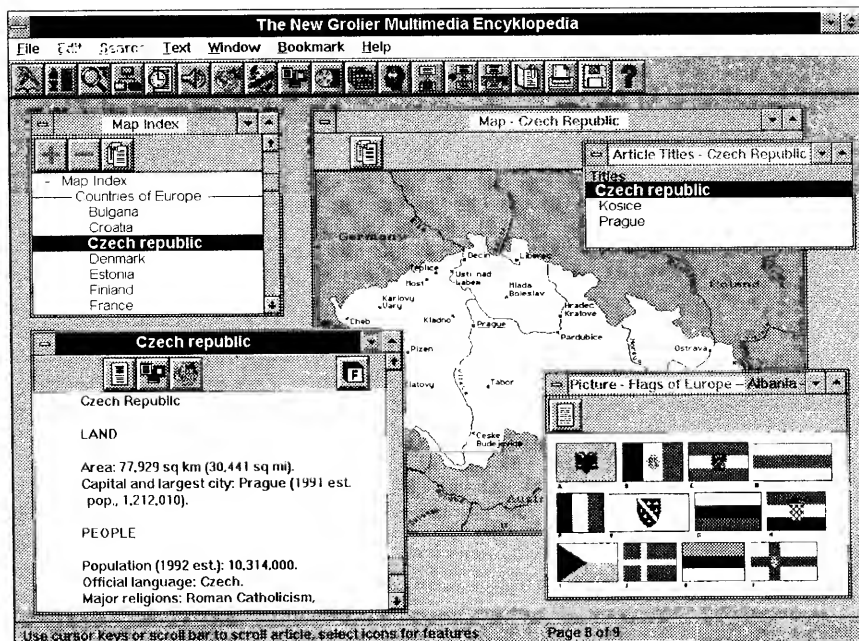 The New Grolier Multimedia Encyklopedia
File Edit Search Text Window Bookmark Help
Map Index
Map Index
Countries of Europe
Bulgaria
Croatia
Czech republic
Denmark
Estonia
Finland
France
Map - Czech Republic
Article Titles - Czech Republic
Titles
Czech republic
Kosice
Prague
Germany
Poland
Decin
Liberec
Teplice
Usti nad
Labem
Most
Mlada
Boleslav
Karlovy
Vary
Hradec
Kralove
Cheb
Kladno
Prague
Pardubice
Plzen
Ostrava
Klatovy
Tabor
Ceske
Budejovice
Czech republic
F
Czech Republic
LAND
Area: 77,929 sq km (30,441 sq mi).
Capital and largest city: Prague (1991 est.
pop., 1,212,010).
PEOPLE
Population (1992 est.): 10,314,000.
Official language: Czech.
Major religions: Roman Catholicism,
Picture - Flags of Europe – Albania -
Use cursor keys or scroll bar to scroll article, select icons for features
Page 8 of 9